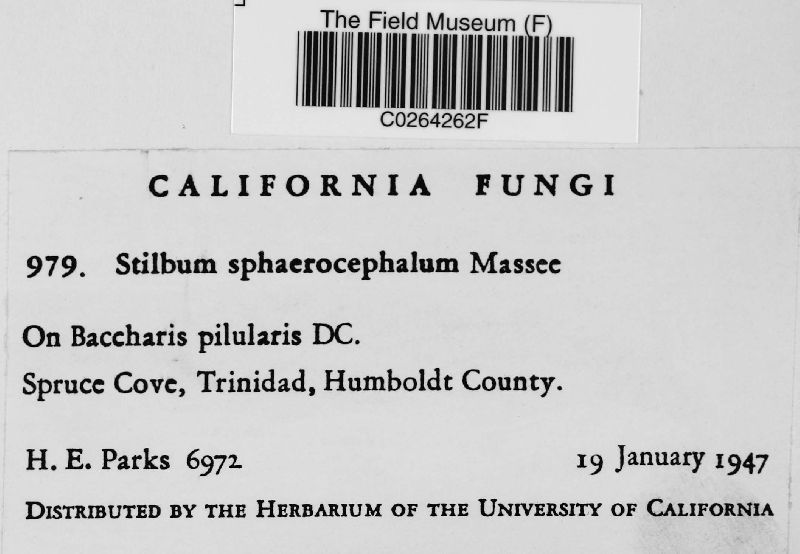 The Field Museum (F)
C0264262F
CALIFORNIA FUNGI
979. Stilbum sphaerocephalum Massee
On Baccharis pilularis DC.
Spruce Cove, Trinidad, Humboldt County.
H. E. Parks 6972 19 January 1947
Distributed by the Herbarium of the University of California